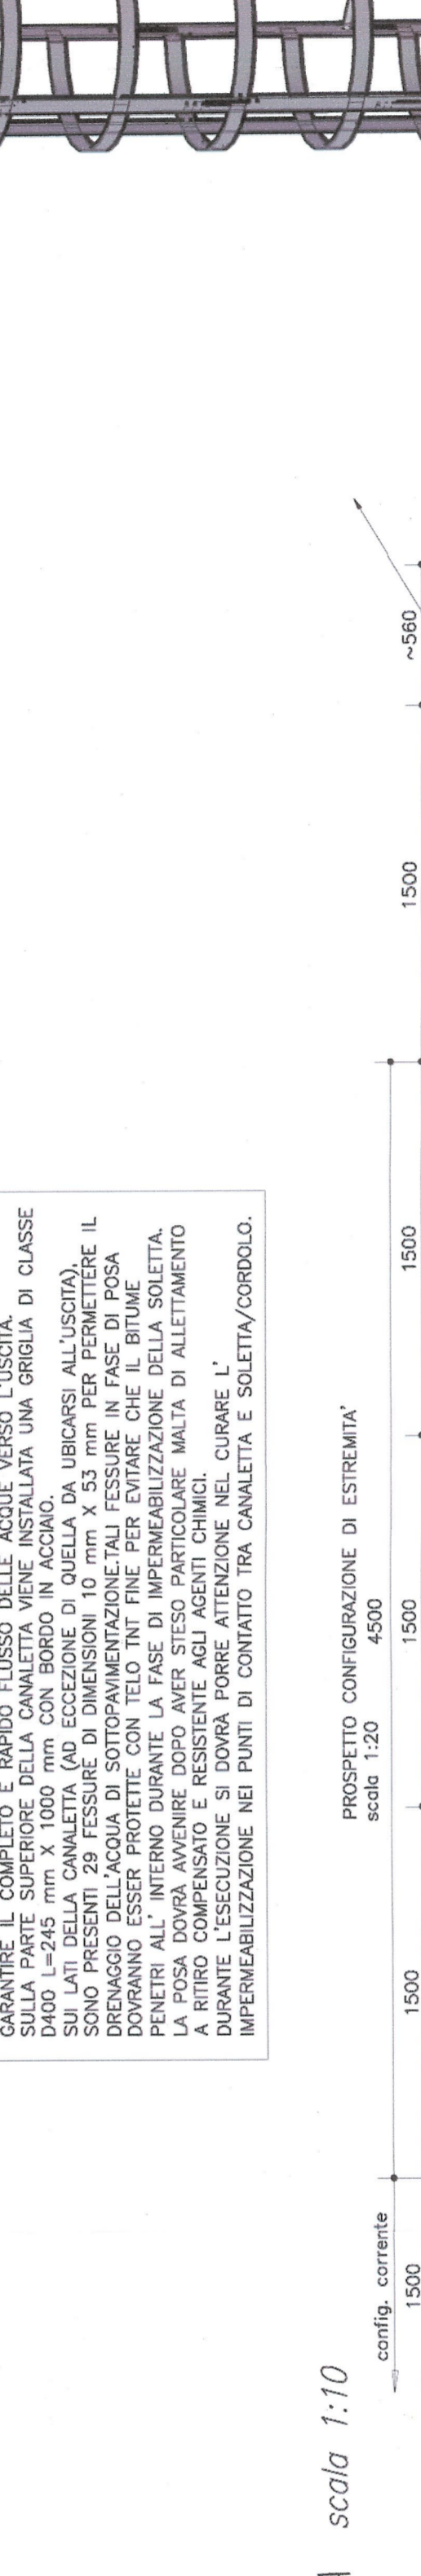 GARANTIRE IL COMPLETO E RAPIDO FLUSSO DELLE ACQUE VERSO L'USCITA.
SULLA PARTE SUPERIORE DELLA CANALETTA VIENE INSTALLATA UNA GRIGLIA DI CLASSE
D400 L=245 mm X 1000 mm CON BORDO IN ACCIAIO.
SUI LATI DELLA CANALETTA (AD ECCEZIONE DI QUELLA DA UBICARSI ALL'USCITA),
SONO PRESENTI 29 FESSURE DI DIMENSIONI 10 mm X 53 mm PER PERMETTERE IL
DRENAGGIO DELL'ACQUA DI SOTTOPAVIMENTAZIONE.TALI FESSURE IN FASE DI POSA
DOVRANNO ESSER PROTETTE CON TELO TNT FINE PER EVITARE CHE IL BITUME
PENETRI ALL' INTERNO DURANTE LA FASE DI IMPERMEABILIZZAZIONE DELLA SOLETTA.
LA POSA DOVRÀ AVVENIRE DOPO AVER STESO PARTICOLARE MALTA DI ALLETTAMENTO
A RITIRO COMPENSATO E RESISTENTE AGLI AGENTI CHIMICI.
DURANTE L'ESECUZIONE SI DOVRÀ PORRE ATTENZIONE NEL CURARE L'
IMPERMEABILIZZAZIONE NEI PUNTI DI CONTATTO TRA CANALETTA E SOLETTA/CORDOLO.
scala 1:10
PROSPETTO CONFIGURAZIONE DI ESTREMITA'
scala 1:20
config. corrente
4500
1500
1500
1500
1500
1500
~560